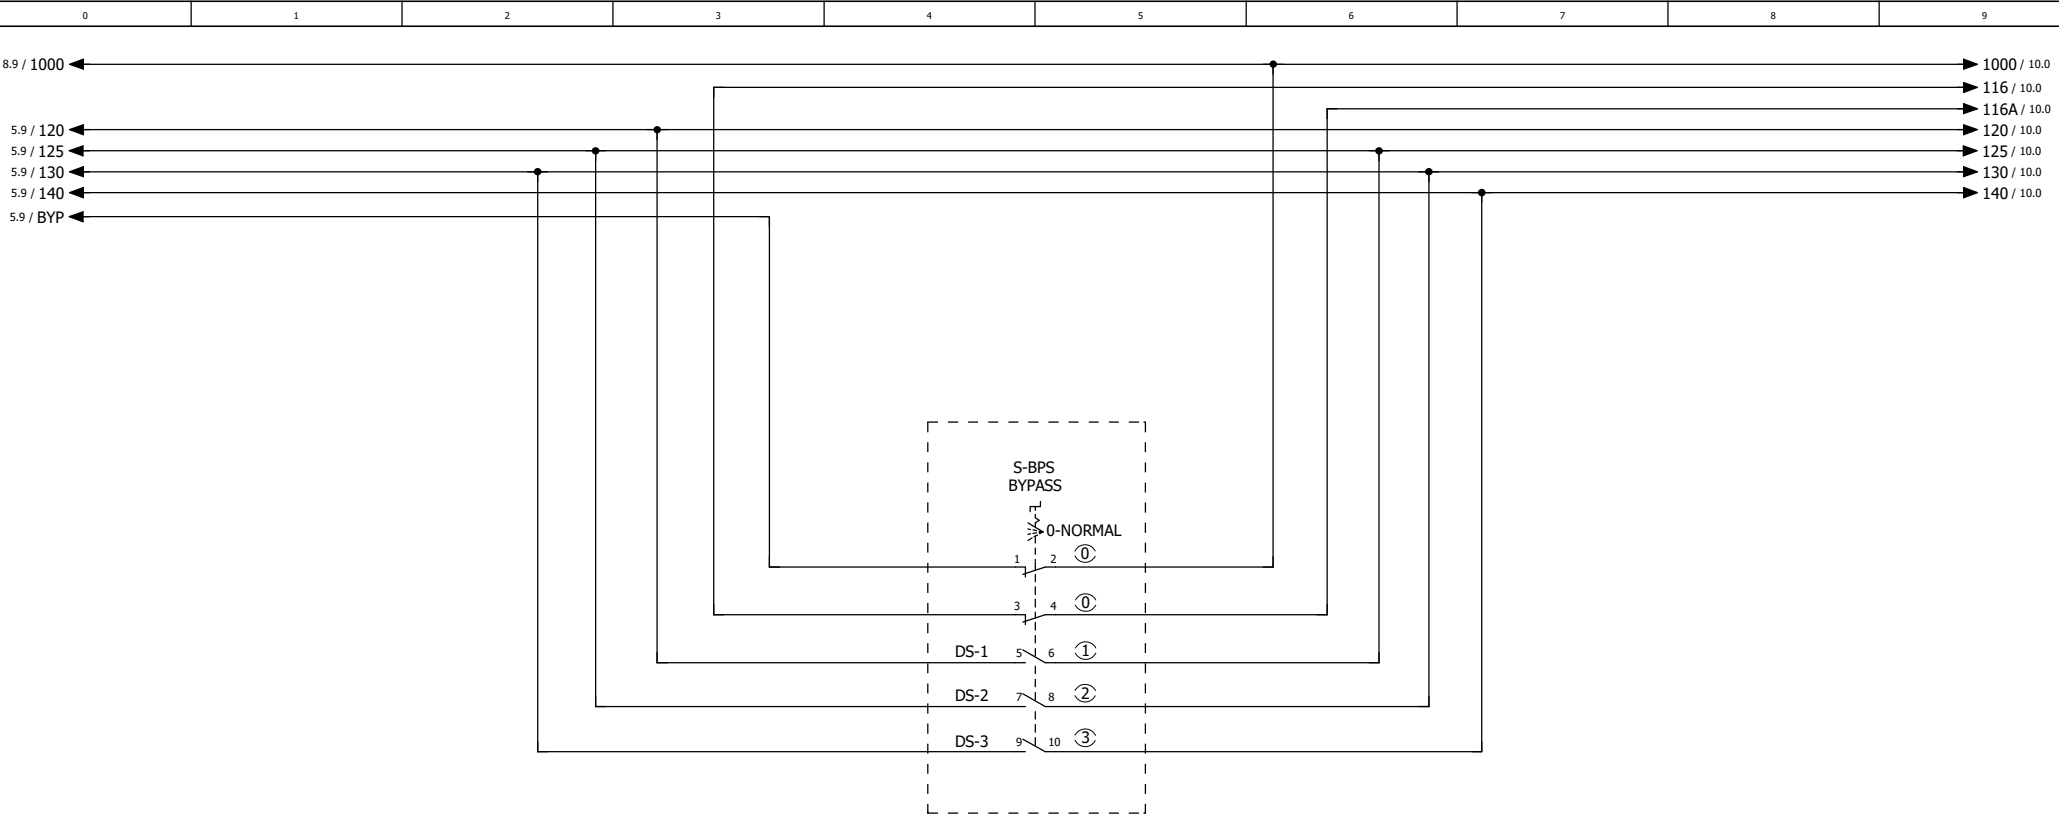 0 1 2 3 4 5 6 7 8 9
8.9 / 1000 1000 / 10.0
116 / 10.0
116A / 10.0
5.9 / 120 120 / 10.0
5.9 / 125 125 / 10.0
5.9 / 130 130 / 10.0
5.9 / 140 140 / 10.0
5.9 / BYP
S-BPS
BYPASS
0-NORMAL
1 2 0
3 4 0
DS-1 5 6 1
DS-2 7 8 2
DS-3 9 10 3